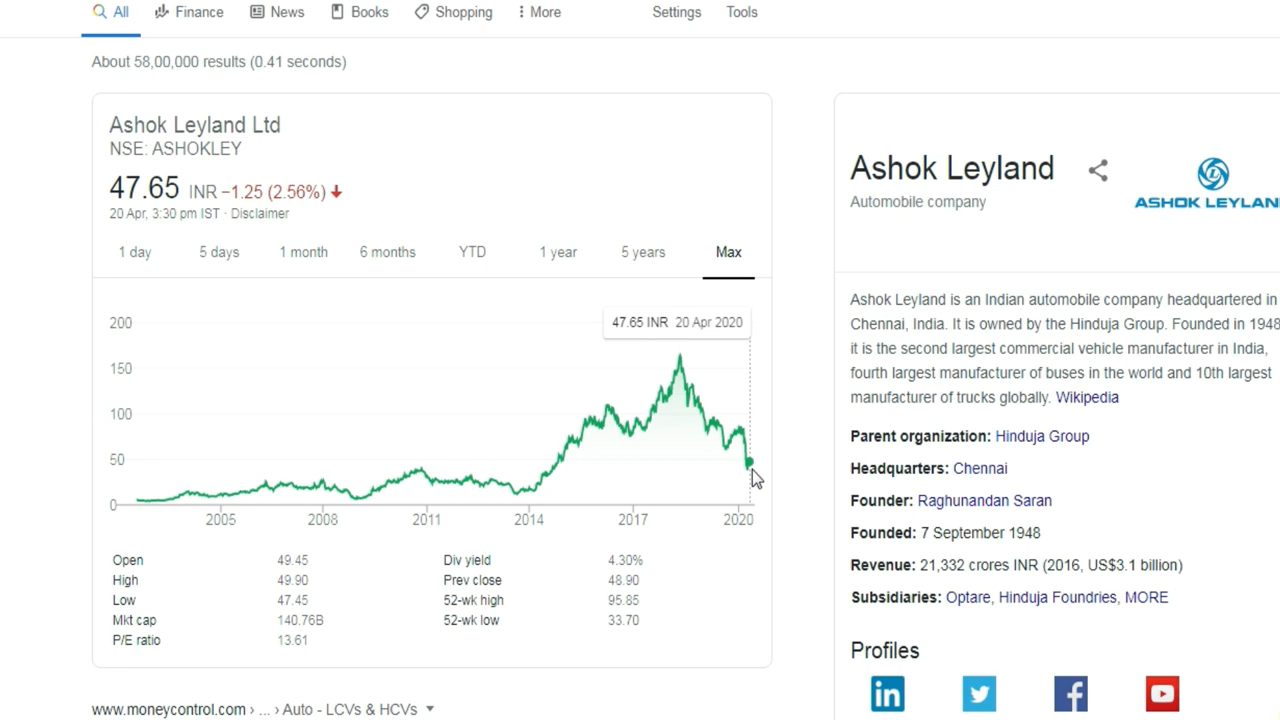 All Finance News Books Shopping More Settings Tools
About 58,00,000 results (0.41 seconds)
Ashok Leyland Ltd
NSE: ASHOKLEY
47.65 INR −1.25 (2.56%)
20 Apr, 3:30 pm IST · Disclaimer
1 day 5 days 1 month 6 months YTD 1 year 5 years Max
47.65 INR 20 Apr 2020
200
150
100
50
0
2005 2008 2011 2014 2017 2020
Open 49.45 Div yield 4.30%
High 49.90 Prev close 48.90
Low 47.45 52-wk high 95.85
Mkt cap 140.76B 52-wk low 33.70
P/E ratio 13.61
www.moneycontrol.com › ... › Auto - LCVs & HCVs
Ashok Leyland
Automobile company
ASHOK LEYLAN
Ashok Leyland is an Indian automobile company headquartered in
Chennai, India. It is owned by the Hinduja Group. Founded in 1948
it is the second largest commercial vehicle manufacturer in India,
fourth largest manufacturer of buses in the world and 10th largest
manufacturer of trucks globally. Wikipedia
Parent organization: Hinduja Group
Headquarters: Chennai
Founder: Raghunandan Saran
Founded: 7 September 1948
Revenue: 21,332 crores INR (2016, US$3.1 billion)
Subsidiaries: Optare, Hinduja Foundries, MORE
Profiles